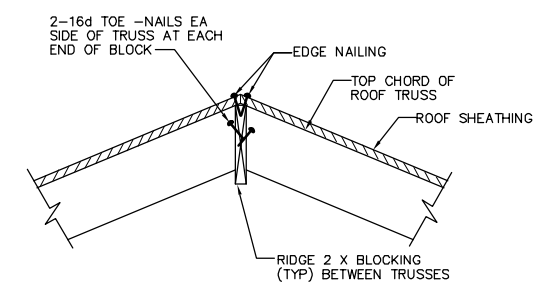 2-16d TOE -NAILS EA
SIDE OF TRUSS AT EACH
END OF BLOCK
EDGE NAILING
TOP CHORD OF
ROOF TRUSS
ROOF SHEATHING
RIDGE 2 X BLOCKING
(TYP) BETWEEN TRUSSES